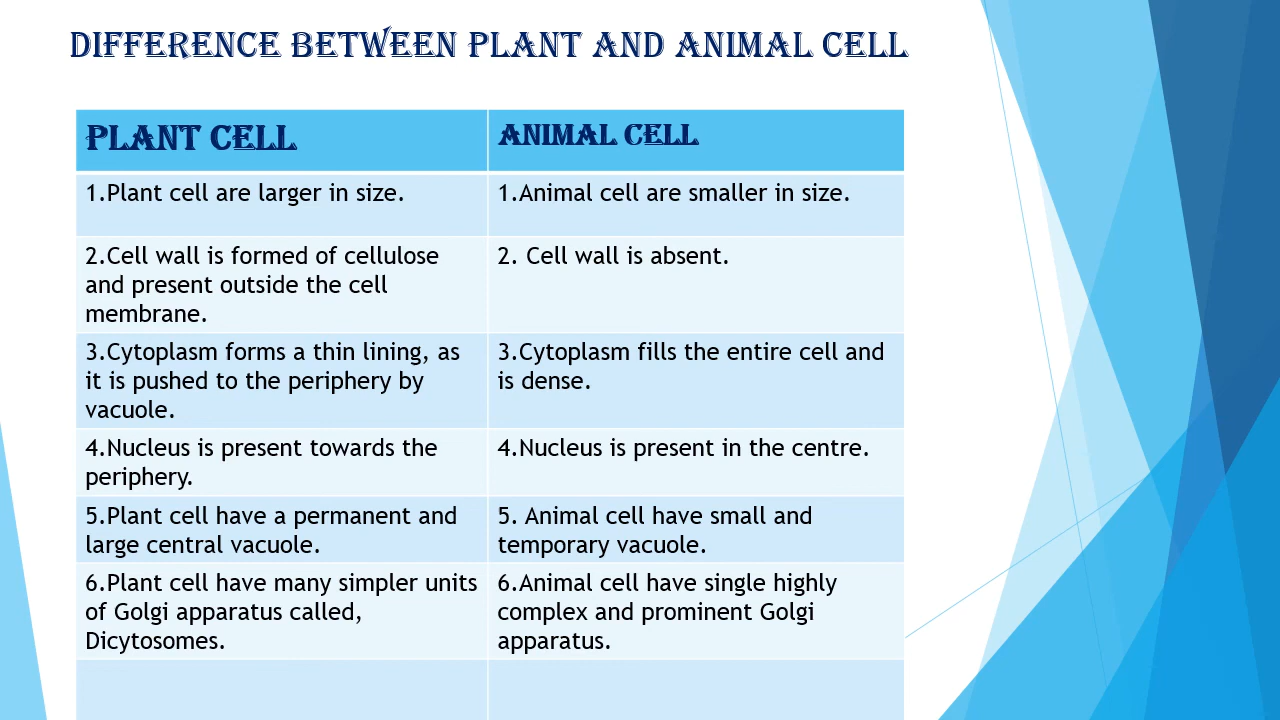 DIFFERENCE BETWEEN PLANT AND ANIMAL CELL
PLANT CELL
ANIMAL CELL
1.Plant cell are larger in size.
1.Animal cell are smaller in size.
2.Cell wall is formed of cellulose
and present outside the cell
membrane.
2. Cell wall is absent.
3.Cytoplasm forms a thin lining, as
it is pushed to the periphery by
vacuole.
3.Cytoplasm fills the entire cell and
is dense.
4.Nucleus is present towards the
periphery.
4.Nucleus is present in the centre.
5.Plant cell have a permanent and
large central vacuole.
5. Animal cell have small and
temporary vacuole.
6.Plant cell have many simpler units
of Golgi apparatus called,
Dicytosomes.
6.Animal cell have single highly
complex and prominent Golgi
apparatus.